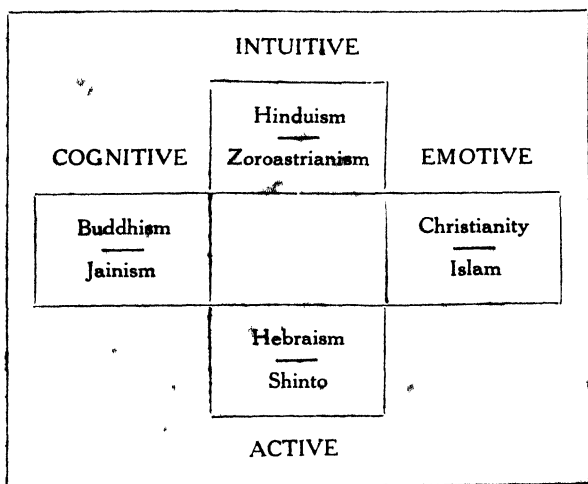 INTUITIVE
Hinduism
Zoroastrianism
COGNITIVE
EMOTIVE
Buddhism
Jainism
Christianity
Islam
Hebraism
Shinto
ACTIVE